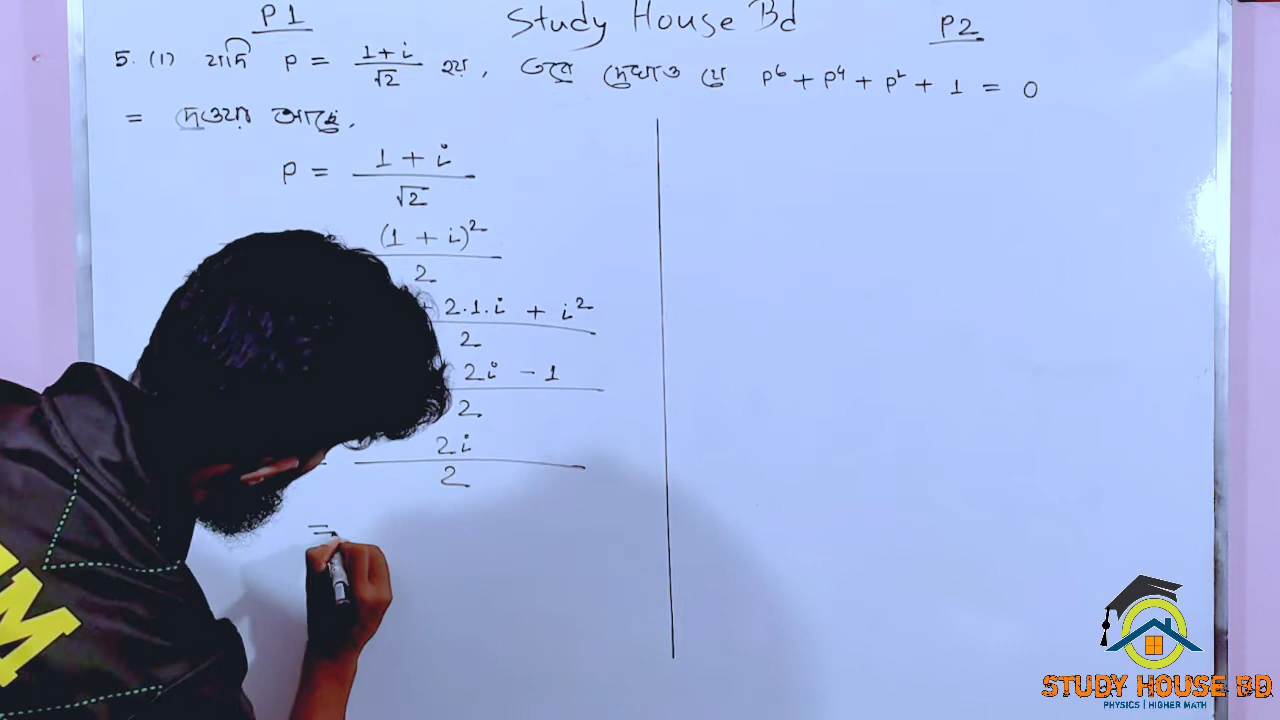 P1
Study House Bd
P2
5. (i) যদি P = 1 + i / √2 হয়, তবে দেখাও যে P⁶ + P⁴ + P² + 1 = 0
= দেওয়া আছে,
P = 1 + i / √2
(1 + i)² / 2
2.1.i + i² / 2
2i - 1 / 2
2i / 2
=
STUDY HOUSE BD
PHYSICS | HIGHER MATH